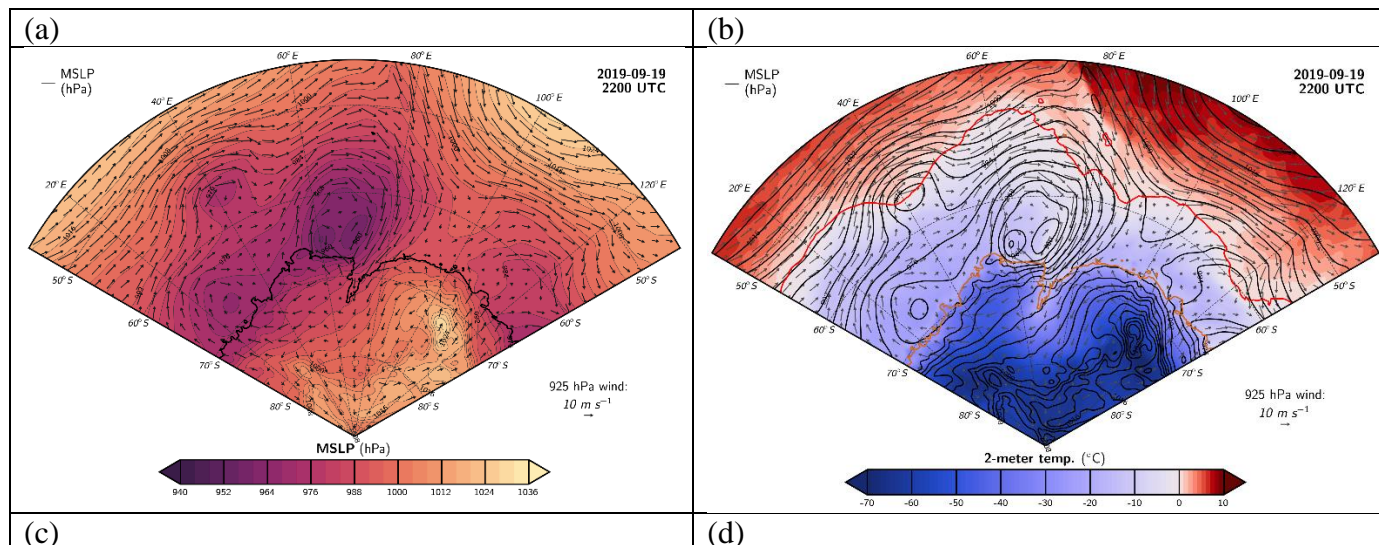 (a)
(b)
MSLP
(hPa)
2019-09-19
2200 UTC
20° E
40° E
60° E
80° E
100° E
120° E
50° S
60° S
70° S
80° S
80° S
70° S
60° S
50° S
925 hPa wind:
10 m s⁻¹
MSLP (hPa)
940 952 964 976 988 1000 1012 1024 1036
MSLP
(hPa)
2019-09-19
2200 UTC
20° E
40° E
60° E
80° E
100° E
120° E
50° S
60° S
70° S
80° S
80° S
70° S
60° S
50° S
925 hPa wind:
10 m s⁻¹
2-meter temp. (°C)
-70 -60 -50 -40 -30 -20 -10 0 10
(c)
(d)